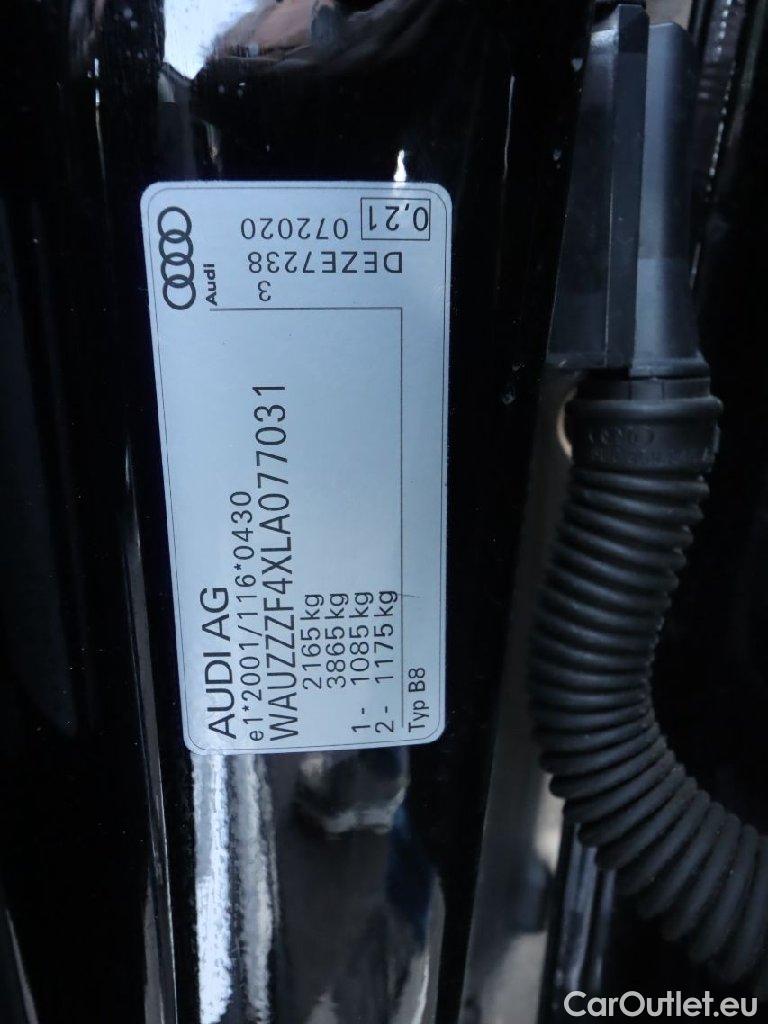 AUDI AG
e1*2001/116*0430
WAUZZZF4XLA077031
2165 kg
3865 kg
1- 1085 kg
2- 1175 kg
Typ B8
Audi
3
DEZE7238
072020 0,21
CarOutlet.eu